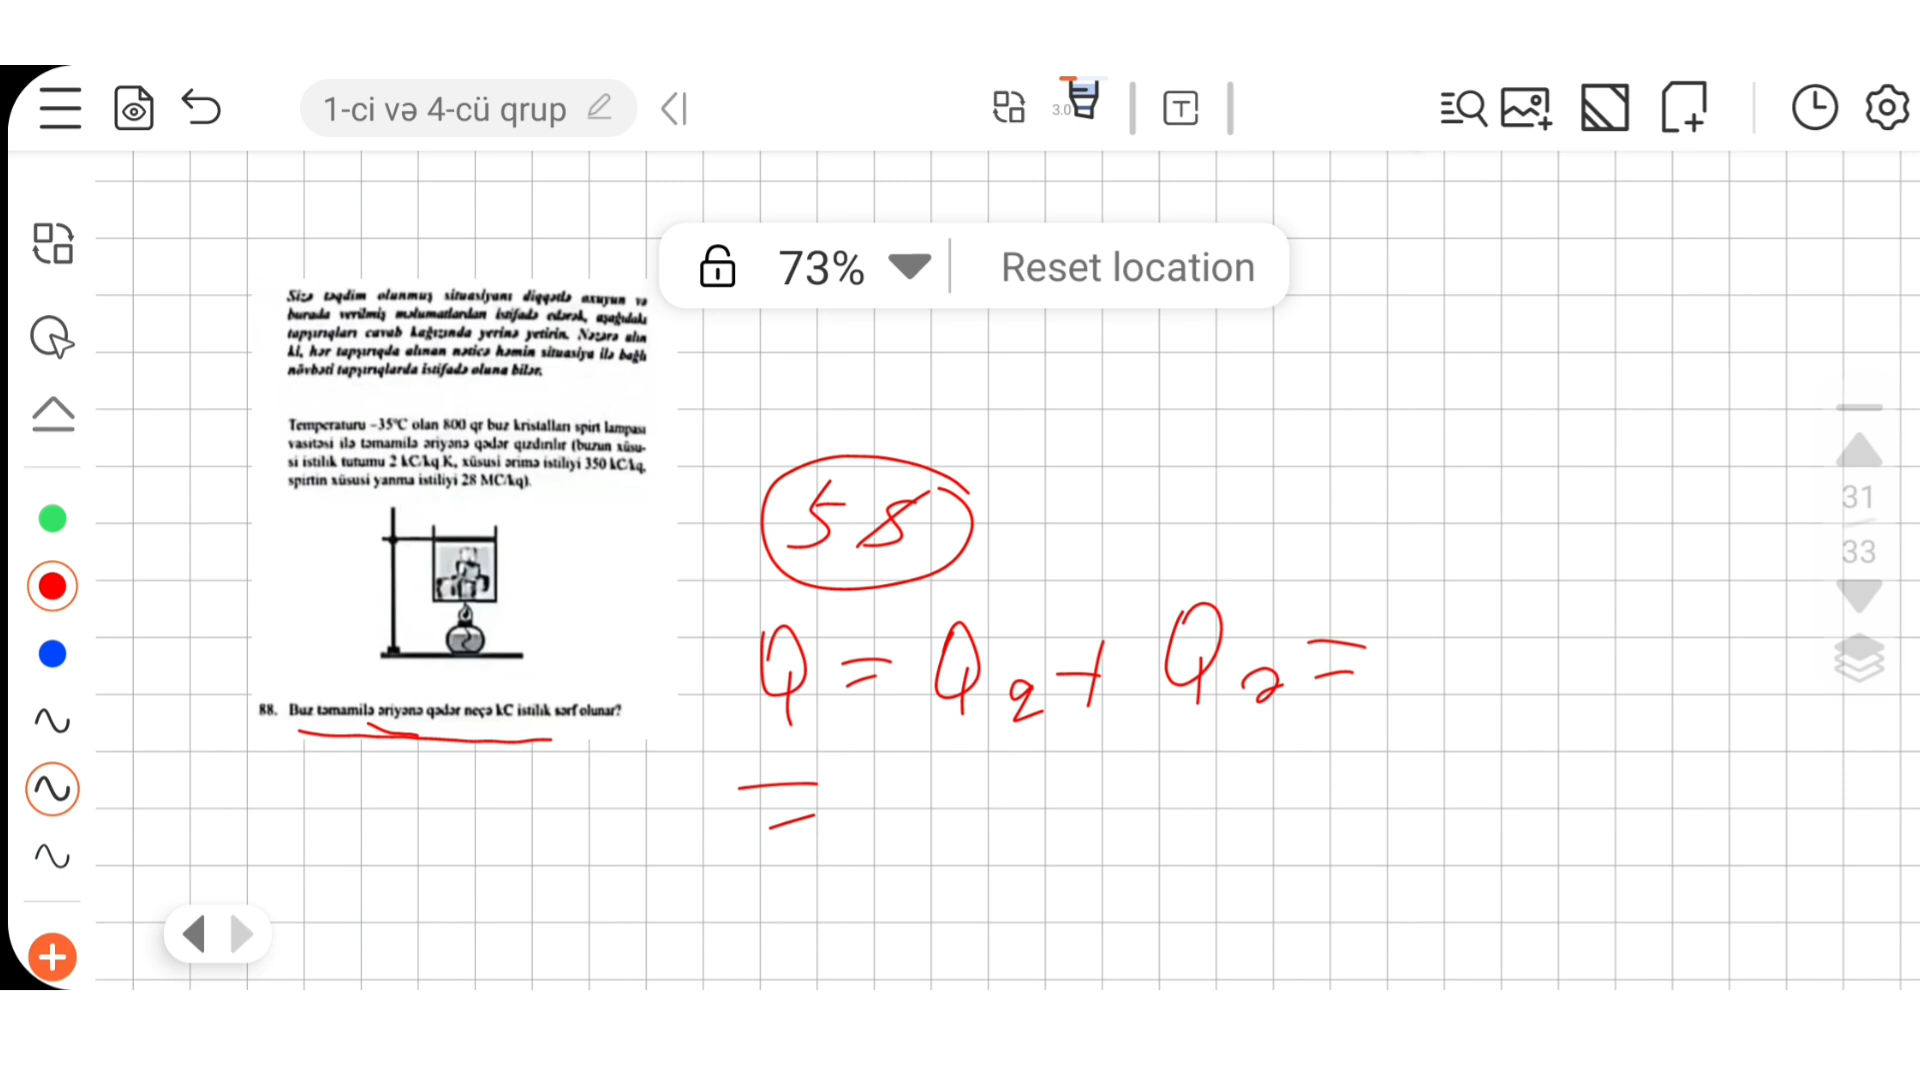 1-ci və 4-cü qrup
3.0
T
73%
Reset location
Sizə təqdim olunmuş situasiyanı diqqətlə oxuyun və
burada verilmiş məlumatlardan istifadə edərək, aşağıdakı
tapşırıqları cavab kağızında yerinə yetirin. Nəzərə alın
ki, hər tapşırıqda alınan nəticə həmin situasiya ilə bağlı
növbəti tapşırıqlarda istifadə oluna bilər.
Temperaturu –35°C olan 800 qr buz kristalları spirt lampası
vasitəsi ilə tamamilə əriyənə qədər qızdırılır (buzun xüsu-
si istilik tutumu 2 kC/kq K, xüsusi ərimə istiliyi 350 kC/kq,
spirtin xüsusi yanma istiliyi 28 MC/kq).
88. Buz tamamilə əriyənə qədər neçə kC istilik sərf olunar?
58
Q = Q q + Q ə =
=
31
33